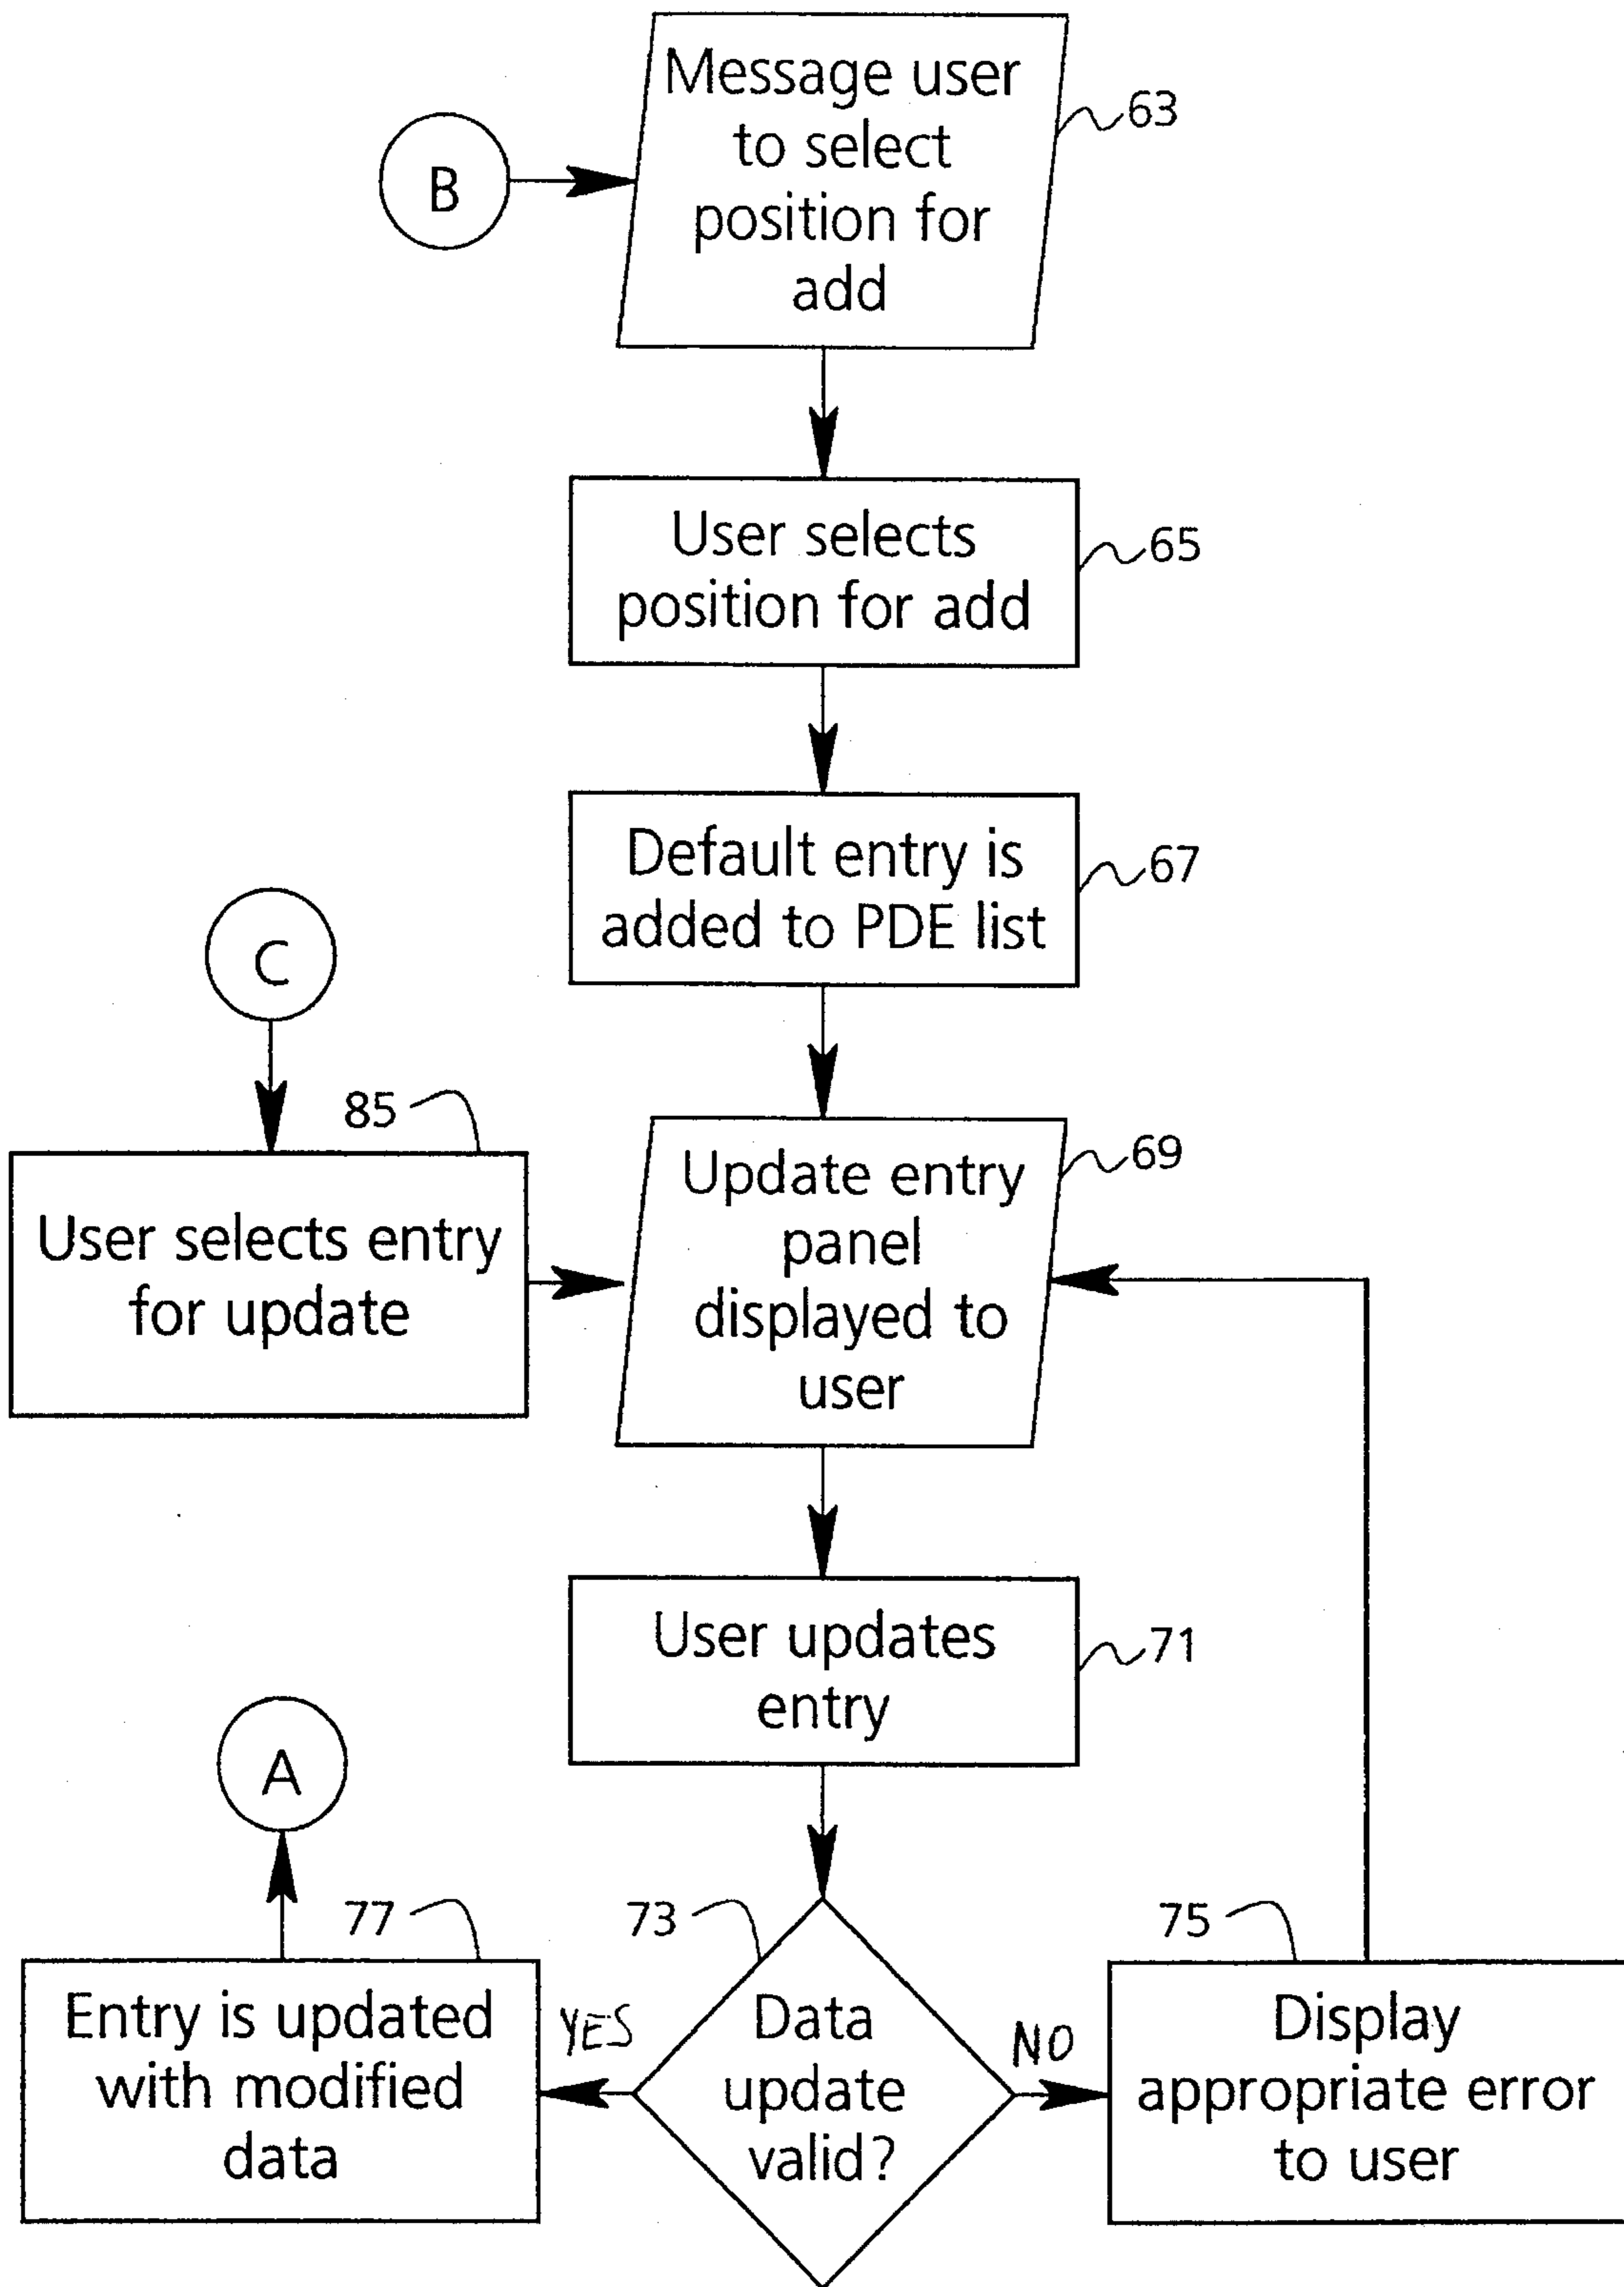 Message user
to select
position for
add
63
B
User selects
position for add
65
Default entry is
added to PDE list
67
C
85
User selects entry
for update
Update entry
panel
displayed to
user
69
User updates
entry
71
A
77
Entry is updated
with modified
data
YES
73
Data
update
valid?
NO
75
Display
appropriate error
to user